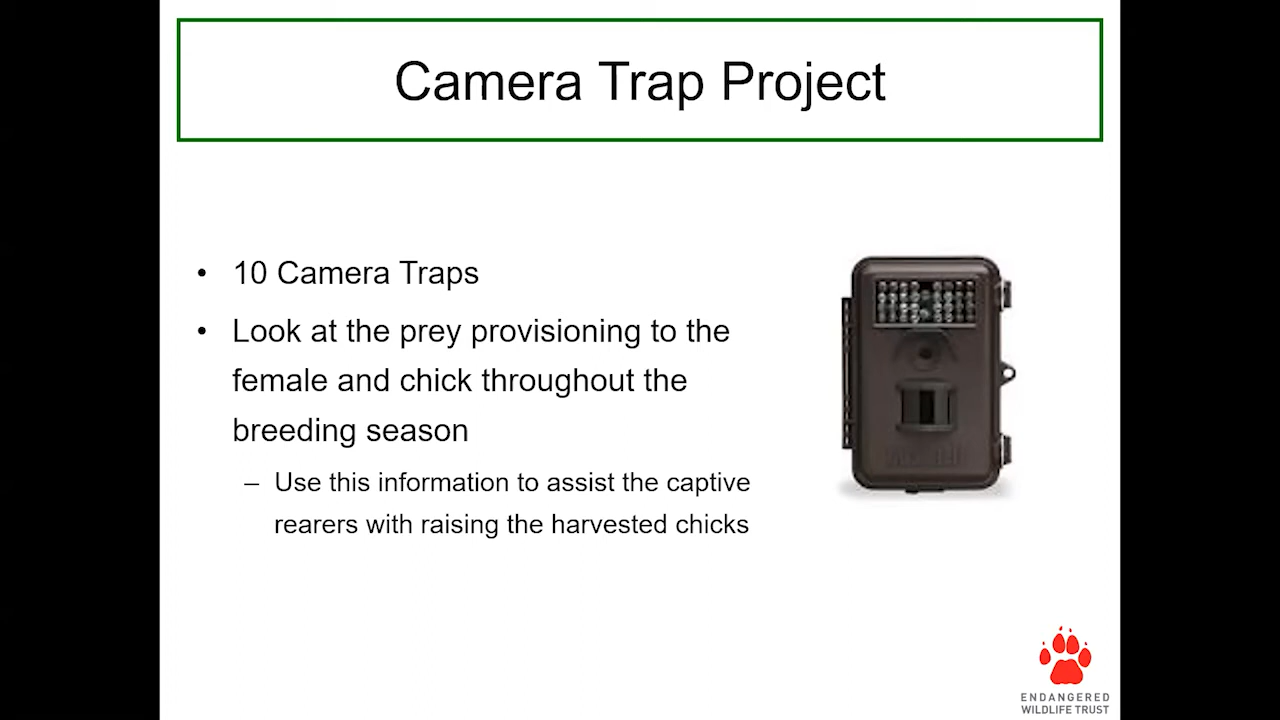 Camera Trap Project
• 10 Camera Traps
• Look at the prey provisioning to the
female and chick throughout the
breeding season
– Use this information to assist the captive
rearers with raising the harvested chicks
ENDANGERED
WILDLIFE TRUST